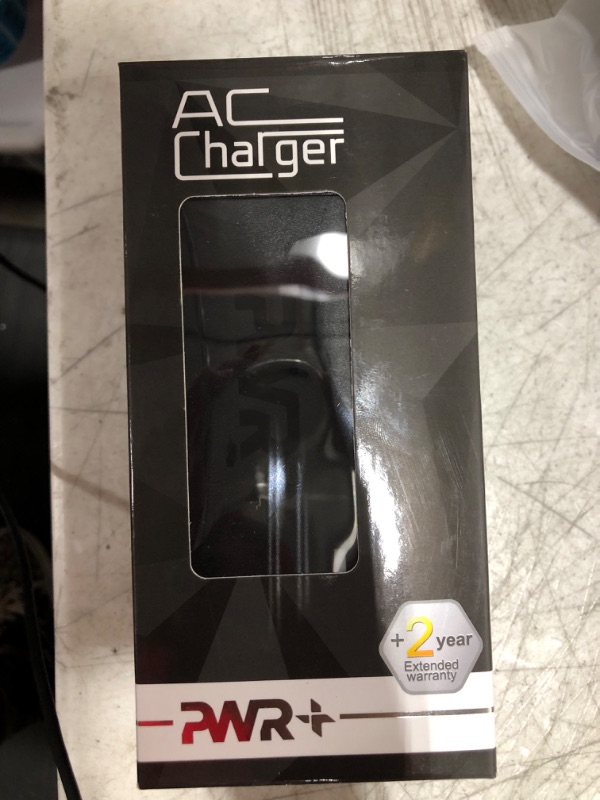 AC
Charger
+2 year
Extended
warranty
PWR+